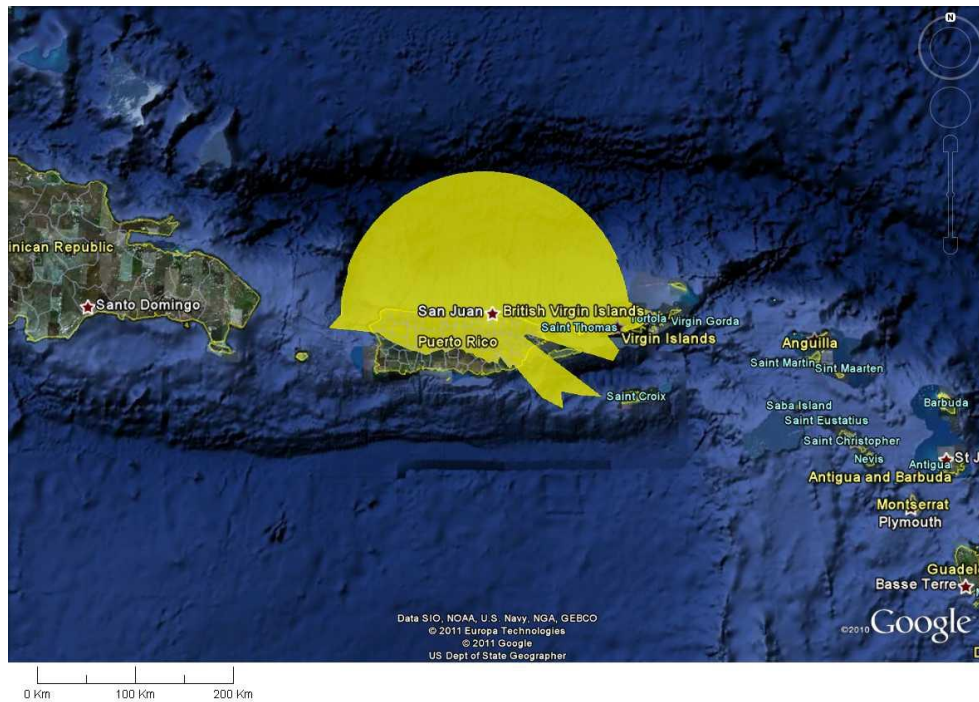 N
inican Republic
Santo Domingo
San Juan
British Virgin Islands
Saint Thomas
Tortola
Virgin Gorda
Puerto Rico
Virgin Islands
Anguilla
Saint Martin
Sint Maarten
Saint Croix
Saba Island
Barbuda
Saint Eustatius
Saint Christopher
Nevis
Antigua
St J
Antigua and Barbuda
Montserrat
Plymouth
Guadel
Basse Terre
Data SIO, NOAA, U.S. Navy, NGA, GEBCO
© 2011 Europa Technologies
© 2011 Google
US Dept of State Geographer
©2010 Google
0 Km
100 Km
200 Km